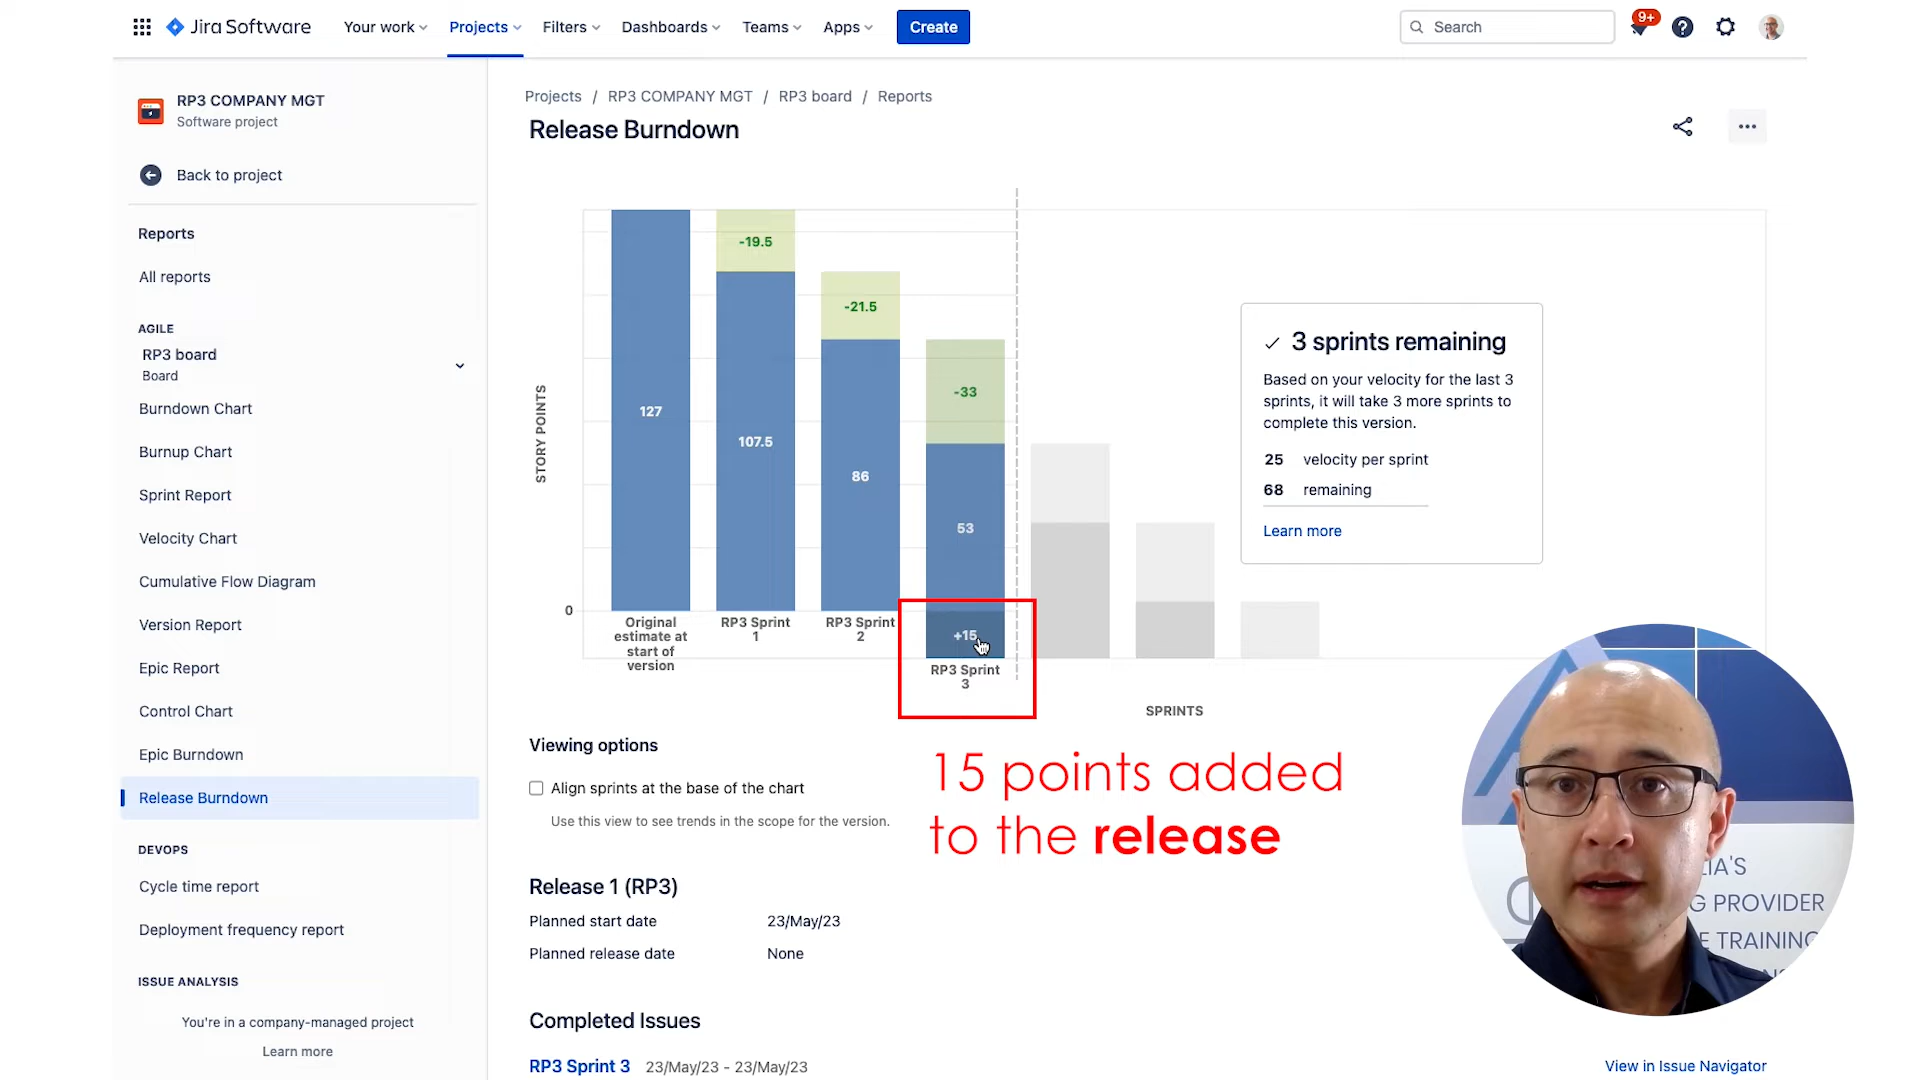 Jira Software
Your work
Projects
Filters
Dashboards
Teams
Apps
Create
Search
9+
RP3 COMPANY MGT
Software project
Back to project
Reports
All reports
AGILE
RP3 board
Board
Burndown Chart
Burnup Chart
Sprint Report
Velocity Chart
Cumulative Flow Diagram
Version Report
Epic Report
Control Chart
Epic Burndown
Release Burndown
DEVOPS
Cycle time report
Deployment frequency report
ISSUE ANALYSIS
You're in a company-managed project
Learn more
Projects / RP3 COMPANY MGT / RP3 board / Reports
Release Burndown
STORY POINTS
0
127
-19.5
107.5
-21.5
86
-33
53
+15
Original
estimate at
start of
version
RP3 Sprint
1
RP3 Sprint
2
RP3 Sprint
3
SPRINTS
3 sprints remaining
Based on your velocity for the last 3
sprints, it will take 3 more sprints to
complete this version.
25 velocity per sprint
68 remaining
Learn more
Viewing options
Align sprints at the base of the chart
Use this view to see trends in the scope for the version.
15 points added
to the release
Release 1 (RP3)
Planned start date 23/May/23
Planned release date None
Completed Issues
RP3 Sprint 3 23/May/23 - 23/May/23
View in Issue Navigator
PROVIDER